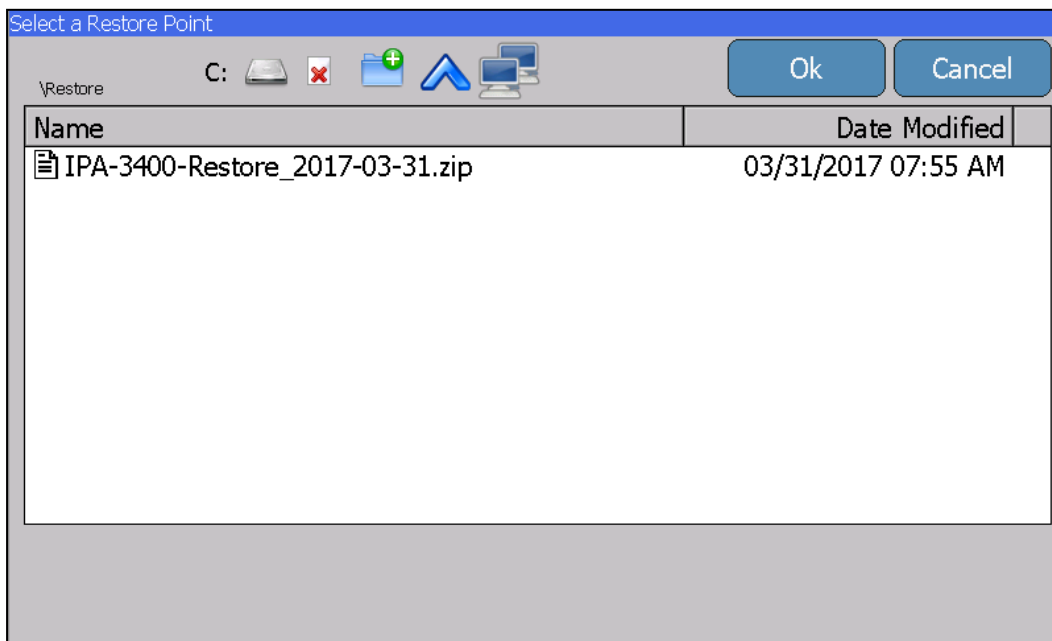 Select a Restore Point
\Restore
C:
Ok
Cancel
Name
Date Modified
IPA-3400-Restore_2017-03-31.zip
03/31/2017 07:55 AM